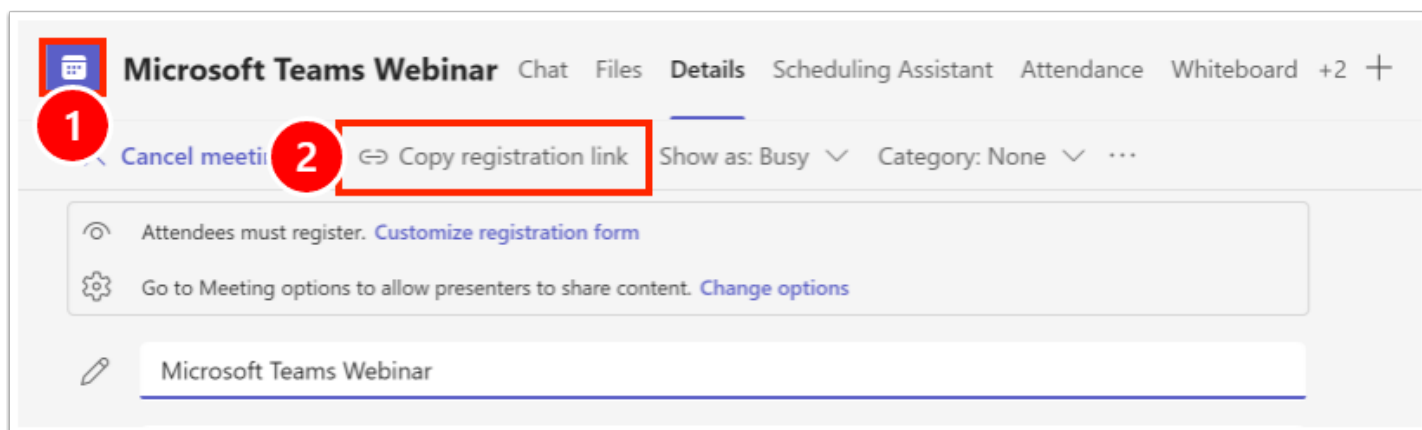 Microsoft Teams Webinar Chat Files Details Scheduling Assistant Attendance Whiteboard +2
1
Cancel 2 Copy registration link Show as: Busy Category: None ...
Attendees must register. Customize registration form
Go to Meeting options to allow presenters to share content. Change options
Microsoft Teams Webinar